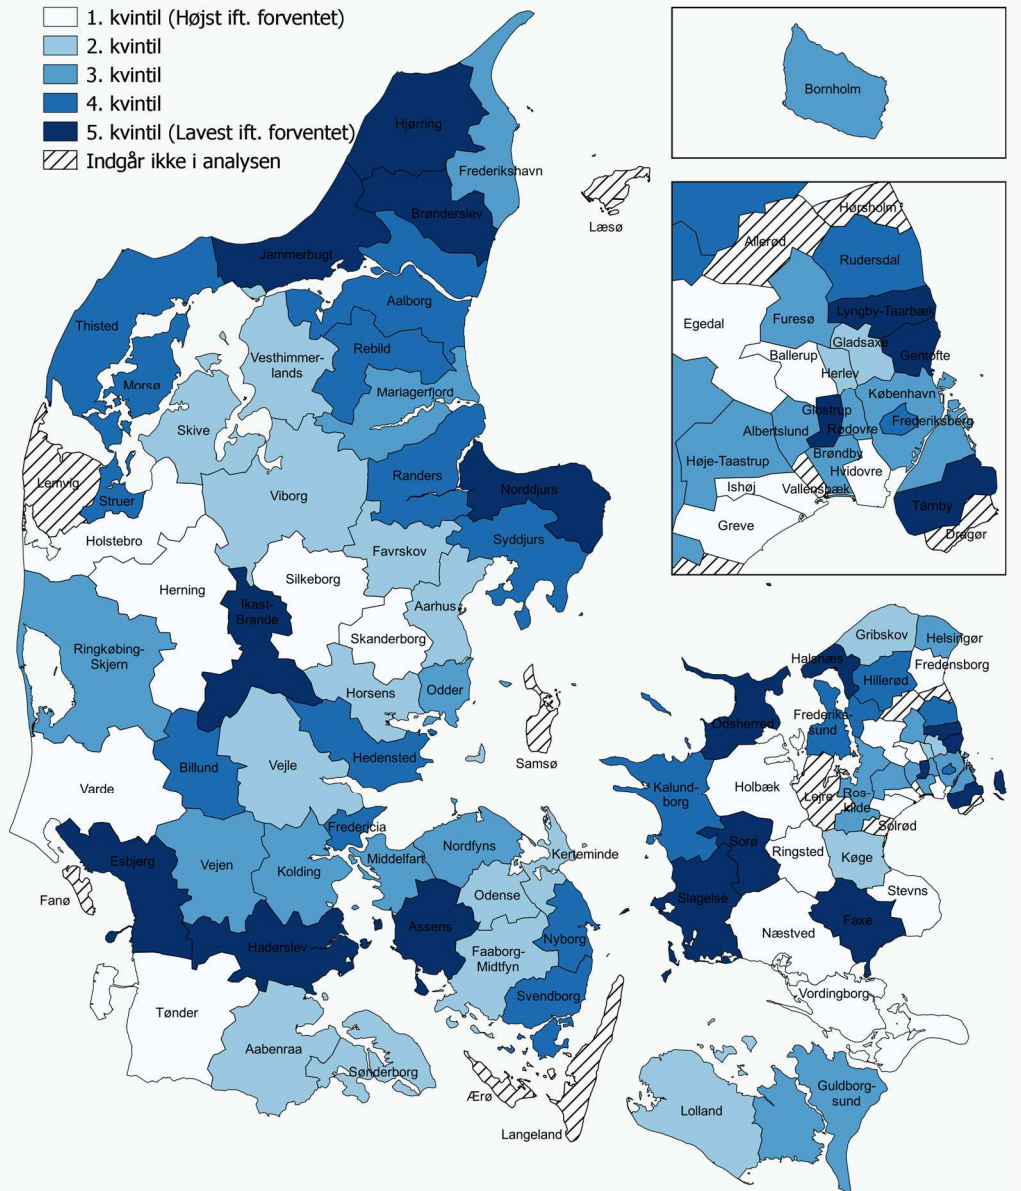 1. kvintil (Højst ift. forventet)
2. kvintil
3. kvintil
4. kvintil
5. kvintil (Lavest ift. forventet)
Indgår ikke i analysen
Bornholm
Hjørring
Frederikshavn
Brønderslev
Læsø
Jammerbugt
Aalborg
Thisted
Rebild
Vesthimmer-
lands
Morsø
Mariagerfjord
Skive
Randers
Norddjurs
Lemvig
Struer
Viborg
Syddjurs
Holstebro
Favrskov
Silkeborg
Herning
Aarhus
Ikast-
Brande
Skanderborg
Ringkøbing-
Skjern
Horsens
Odder
Samsø
Billund
Vejle
Hedensted
Varde
Fredericia
Esbjerg
Vejen
Kolding
Middelfart
Nordfyns
Kerteminde
Fanø
Odense
Assens
Nyborg
Haderslev
Faaborg-
Midtfyn
Svendborg
Tønder
Aabenraa
Sønderborg
Ærø
Langeland
Hørsholm
Allerød
Rudersdal
Egedal
Furesø
Lyngby-Taarbæk
Gladsaxe
Ballerup
Gentofte
Herlev
København
Glostrup
Frederiksberg
Albertslund
Rødovre
Brøndby
Høje-Taastrup
Hvidovre
Ishøj
Vallensbæk
Tårnby
Greve
Dragør
Gribskov
Helsingør
Halsnæs
Fredensborg
Hillerød
Odsherred
Frederiks-
sund
Kalund-
borg
Holbæk
Lejre
Ros-
kilde
Solrød
Sorø
Ringsted
Køge
Slagelse
Stevns
Næstved
Faxe
Vordingborg
Lolland
Guldborg-
sund